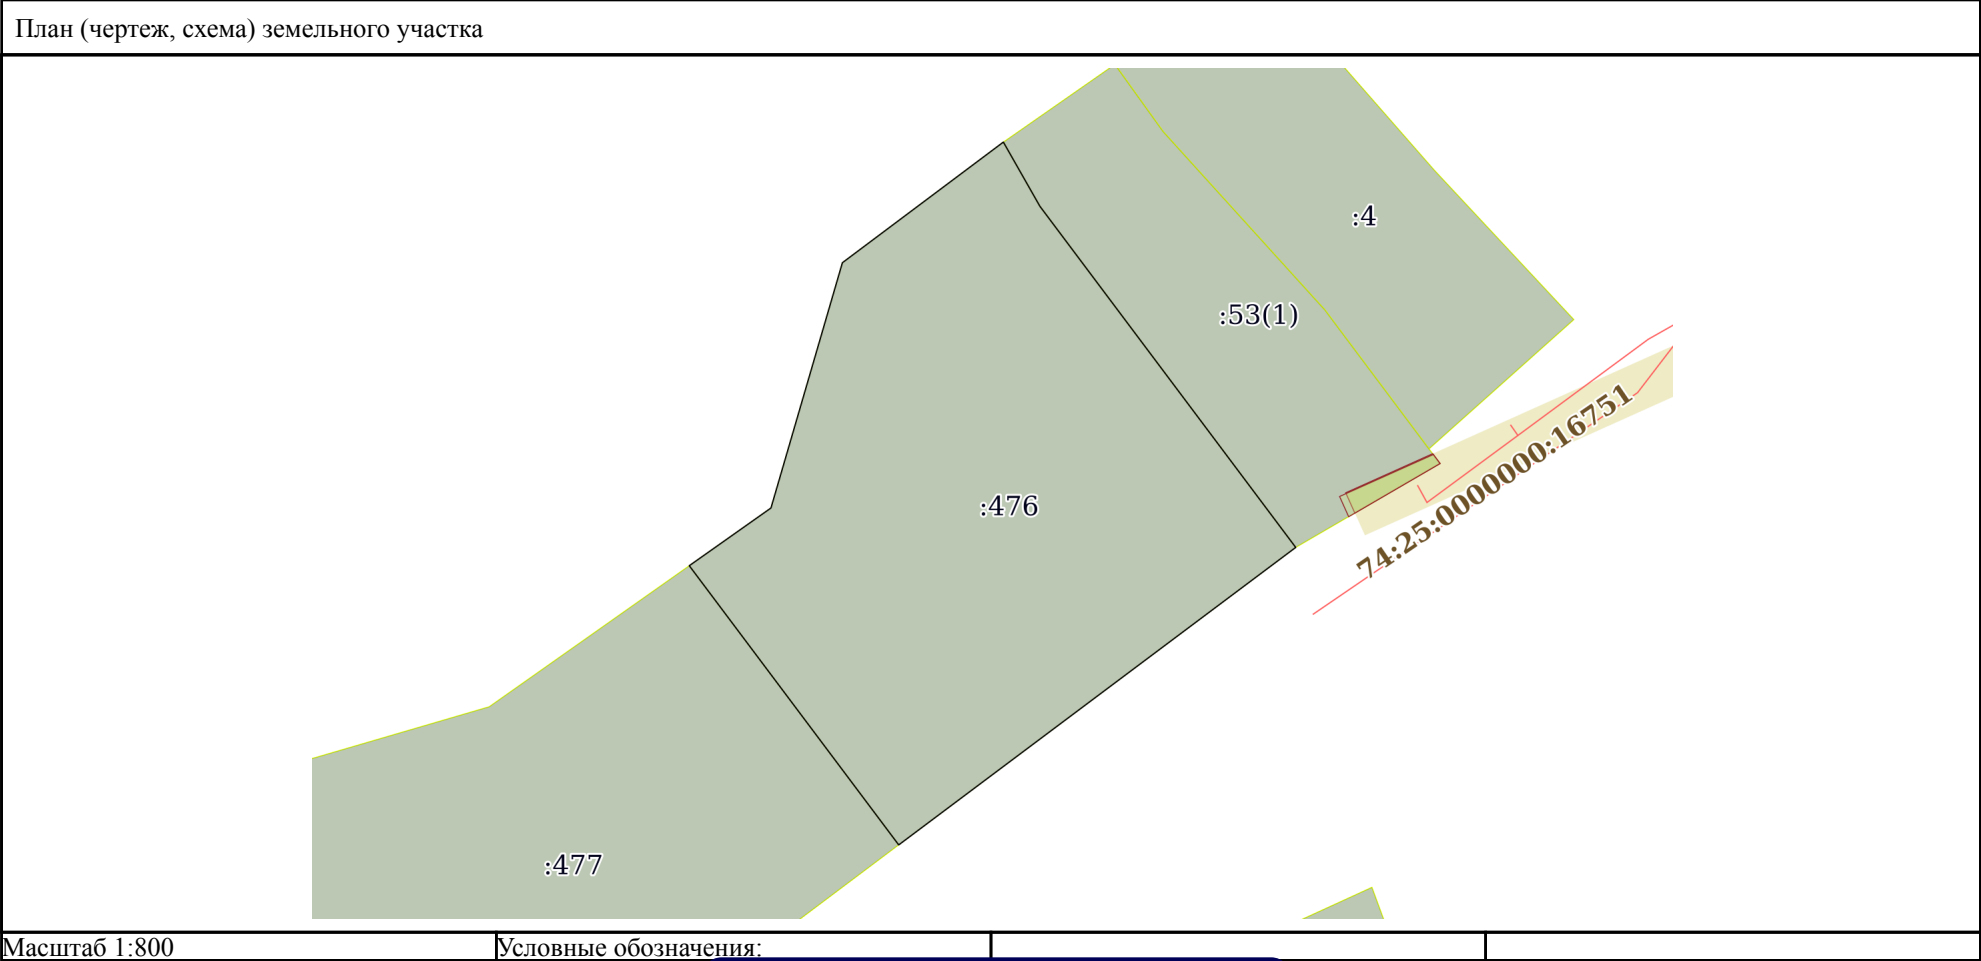 План (чертеж, схема) земельного участка
:4
:53(1)
74:25:0000000:16751
:476
:477
Масштаб 1:800
Условные обозначения: